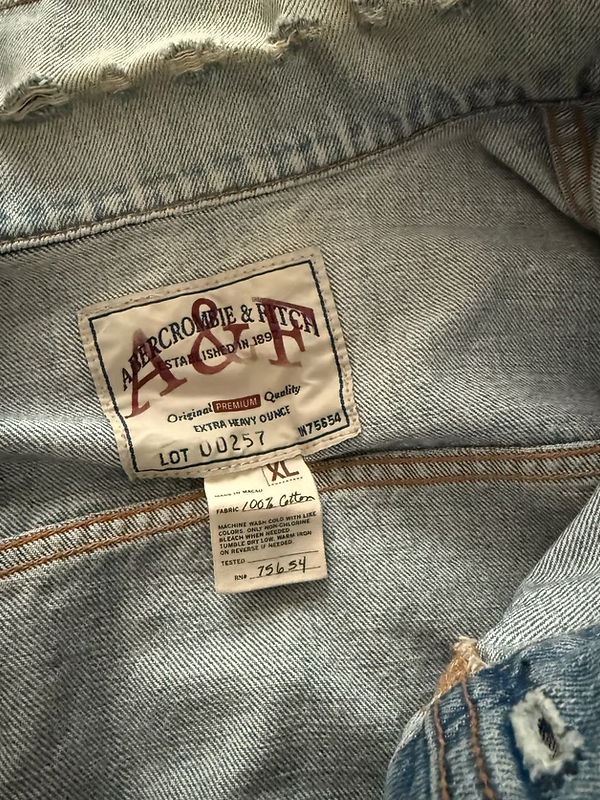 ABERCROMBIE & FITCH
A & F
ESTABLISHED IN 1892
Original PREMIUM Quality
EXTRA HEAVY OUNCE
LOT 00257 W75654
XL
MADE IN MACAU
FABRIC 100% Cotton
MACHINE WASH COLD WITH LIKE
COLORS. ONLY NON-CHLORINE
BLEACH WHEN NEEDED.
TUMBLE DRY LOW. WARM IRON
ON REVERSE IF NEEDED.
TESTED
RN# 75654